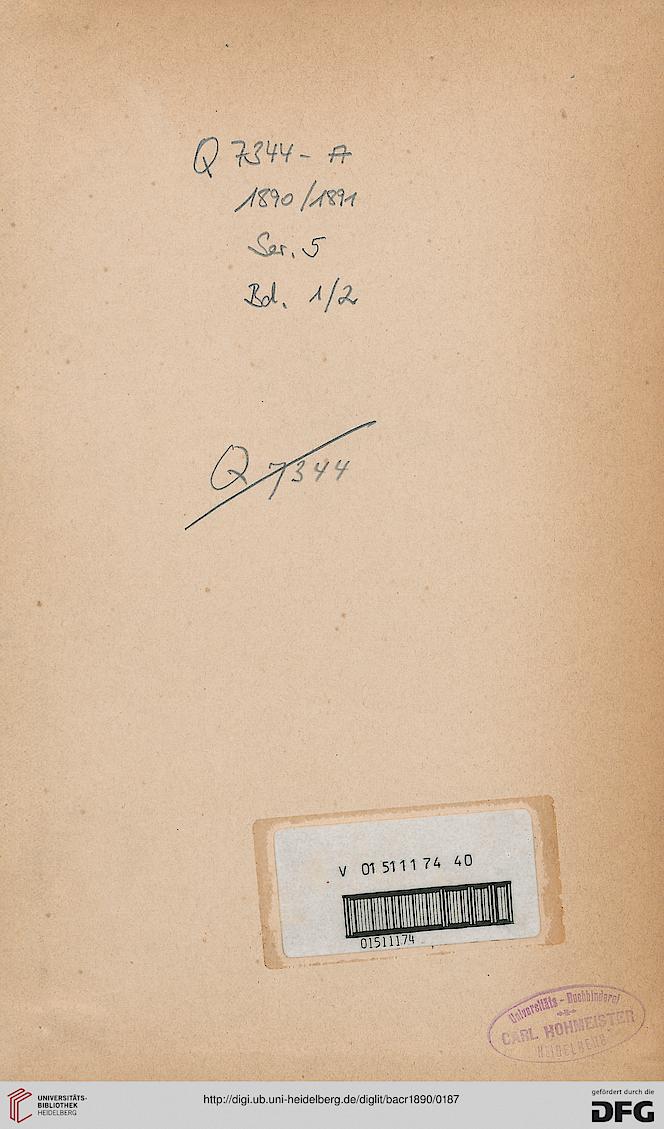 Q 7344 - A
1890/1891
Ser. 5
Bd. 1/2
Q 7344
V 01 511174 40
01511174
Universitäts - Buchbinderei
CARL HOHMEISTER
HEIDELBERG
UNIVERSITÄTS-
BIBLIOTHEK
HEIDELBERG
http://digi.ub.uni-heidelberg.de/diglit/bacr1890/0187
gefördert durch die
DFG